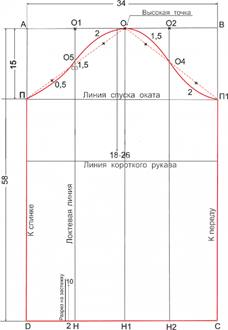 34
Высокая точка
А О1 О О2 В
2 1,5
О5 1,5 О4
15
0,5 2
П Линия спуска оката П1
18-26
Линия короткого рукава
58
К спинке
Локтевая линия
К переду
Разрез на застежку
10
D 2 Н Н1 Н С